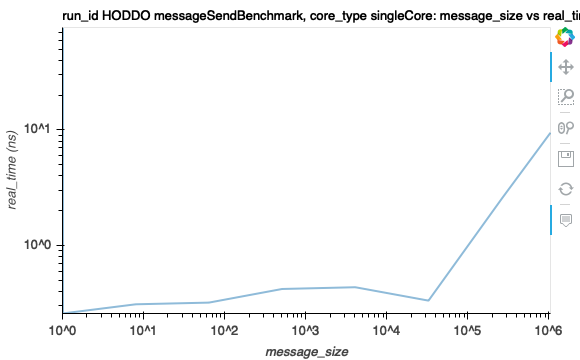 run_id HODDO messageSendBenchmark, core_type singleCore: message_size vs real_ti
10^1
10^0
real_time (ns)
10^0 10^1 10^2 10^3 10^4 10^5 10^6
message_size